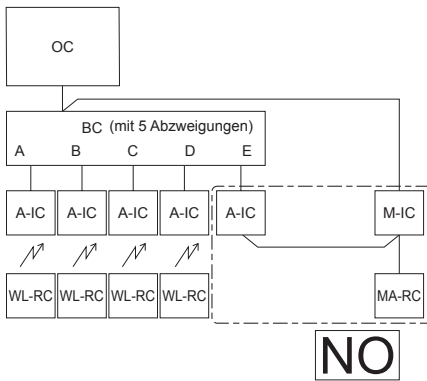 OC
BC (mit 5 Abzweigungen)
A B C D E
A-IC A-IC A-IC A-IC A-IC M-IC
WL-RC WL-RC WL-RC WL-RC MA-RC
NO